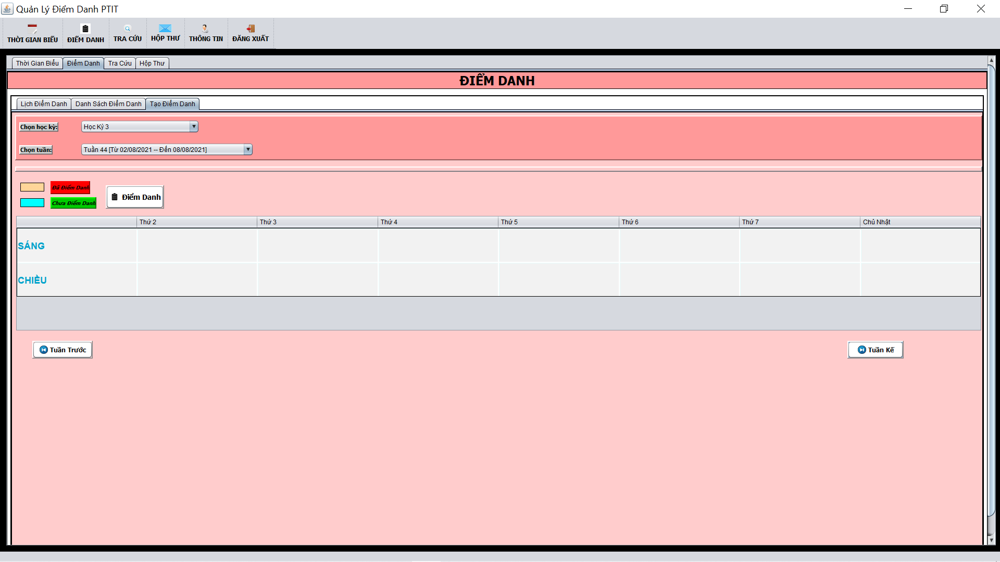 Quản Lý Điểm Danh PTIT
THỜI GIAN BIỂU
ĐIỂM DANH
TRA CỨU
HỘP THƯ
THÔNG TIN
ĐĂNG XUẤT
Thời Gian Biểu
Điểm Danh
Tra Cứu
Hộp Thư
ĐIỂM DANH
Lịch Điểm Danh
Danh Sách Điểm Danh
Tạo Điểm Danh
Chọn học kỳ:
Học Kỳ 3
Chọn tuần:
Tuần 44 [Từ 02/08/2021 -- Đến 08/08/2021]
Đã Điểm Danh
Chưa Điểm Danh
Điểm Danh
Thứ 2
Thứ 3
Thứ 4
Thứ 5
Thứ 6
Thứ 7
Chủ Nhật
SÁNG
CHIỀU
Tuần Trước
Tuần Kế